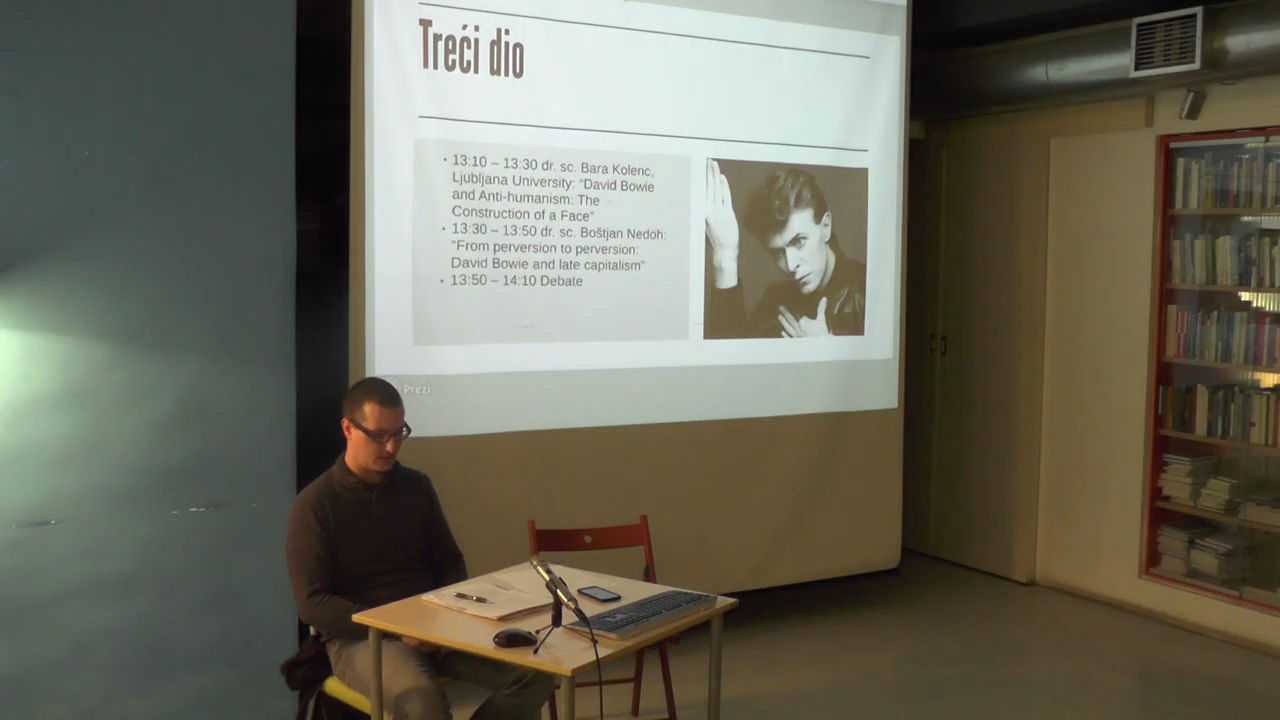 Treći dio
• 13:10 – 13:30 dr. sc. Bara Kolenc,
Ljubljana University: "David Bowie
and Anti-humanism: The
Construction of a Face"
• 13:30 – 13:50 dr. sc. Boštjan Nedoh:
"From perversion to perversion:
David Bowie and late capitalism"
• 13:50 – 14:10 Debate
Prezi